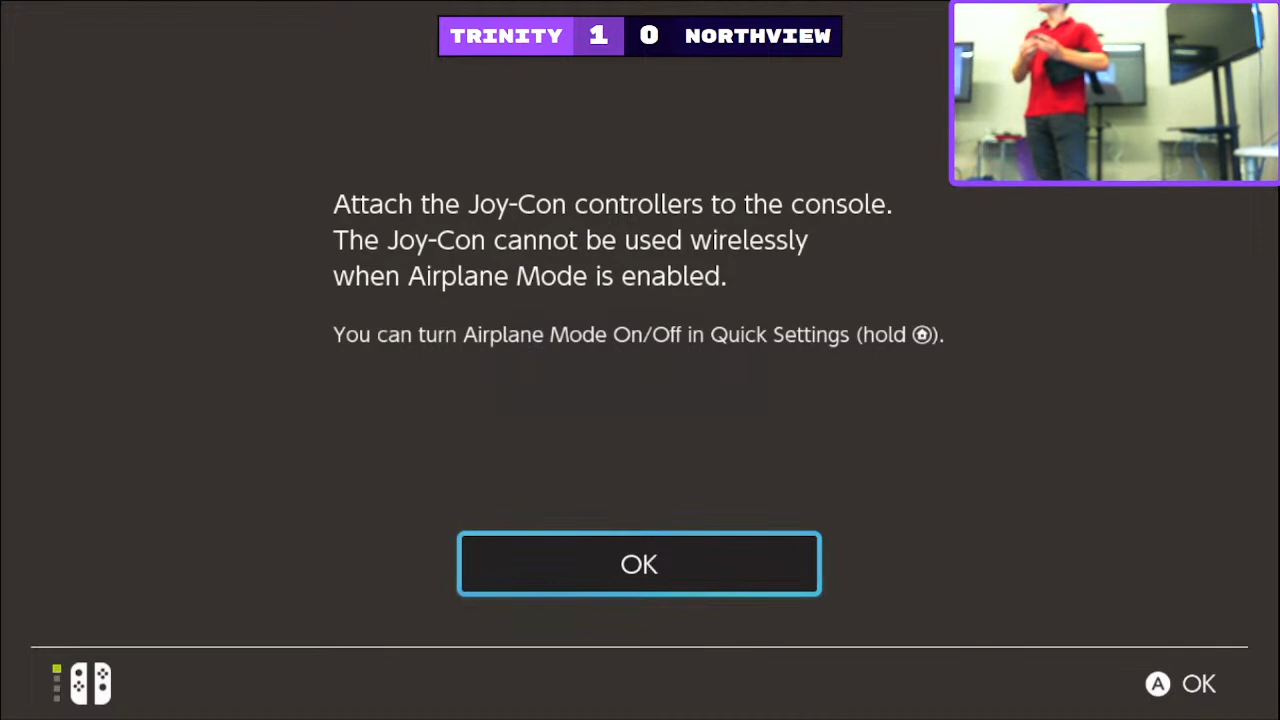 TRINITY 1 0 NORTHVIEW
Attach the Joy-Con controllers to the console.
The Joy-Con cannot be used wirelessly
when Airplane Mode is enabled.
You can turn Airplane Mode On/Off in Quick Settings (hold ).
OK
A OK